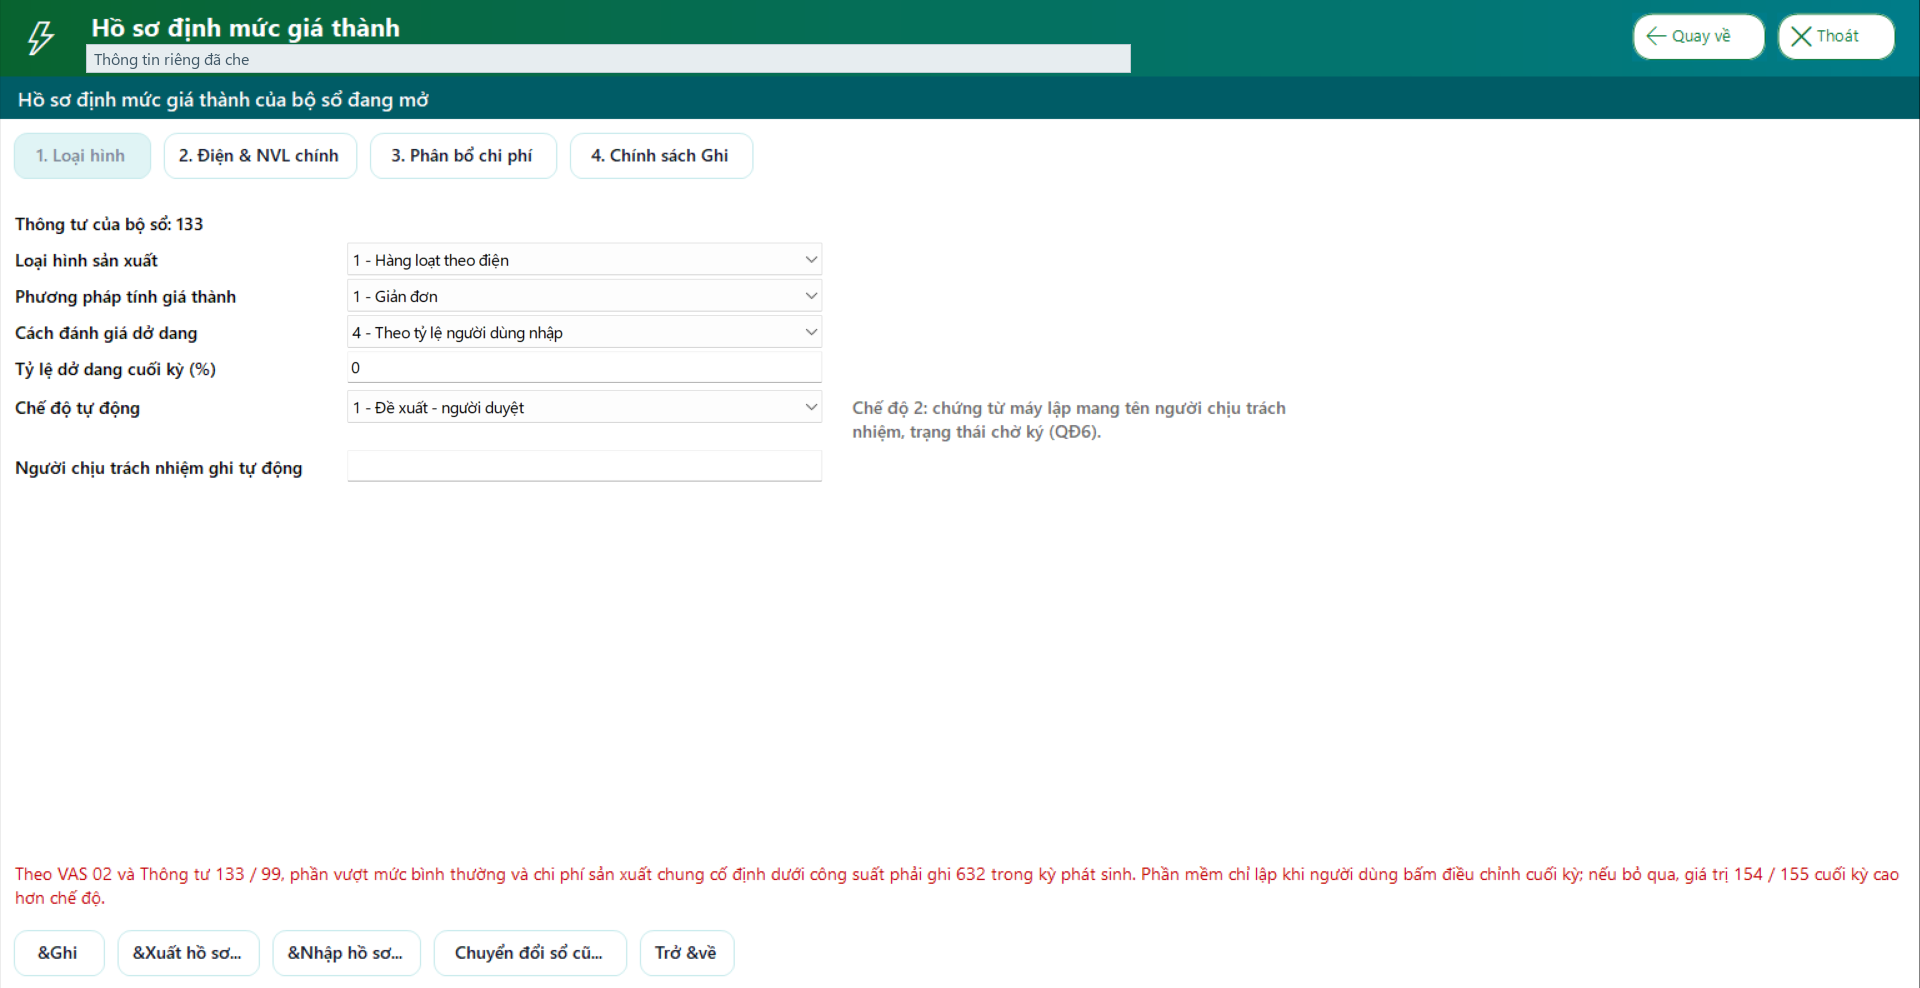 Hồ sơ định mức giá thành
Thông tin riêng đã che
Quay về
Thoát
Hồ sơ định mức giá thành của bộ sổ đang mở
1. Loại hình
2. Điện & NVL chính
3. Phân bổ chi phí
4. Chính sách Ghi
Thông tư của bộ sổ: 133
Loại hình sản xuất
1 - Hàng loạt theo điện
Phương pháp tính giá thành
1 - Giản đơn
Cách đánh giá dở dang
4 - Theo tỷ lệ người dùng nhập
Tỷ lệ dở dang cuối kỳ (%)
0
Chế độ tự động
1 - Đề xuất - người duyệt
Chế độ 2: chứng từ máy lập mang tên người chịu trách
nhiệm, trạng thái chờ ký (QĐ6).
Người chịu trách nhiệm ghi tự động
Theo VAS 02 và Thông tư 133 / 99, phần vượt mức bình thường và chi phí sản xuất chung cố định dưới công suất phải ghi 632 trong kỳ phát sinh. Phần mềm chỉ lập khi người dùng bấm điều chỉnh cuối kỳ; nếu bỏ qua, giá trị 154 / 155 cuối kỳ cao
hơn chế độ.
&Ghi
&Xuất hồ sơ...
&Nhập hồ sơ...
Chuyển đổi sổ cũ...
Trở &về